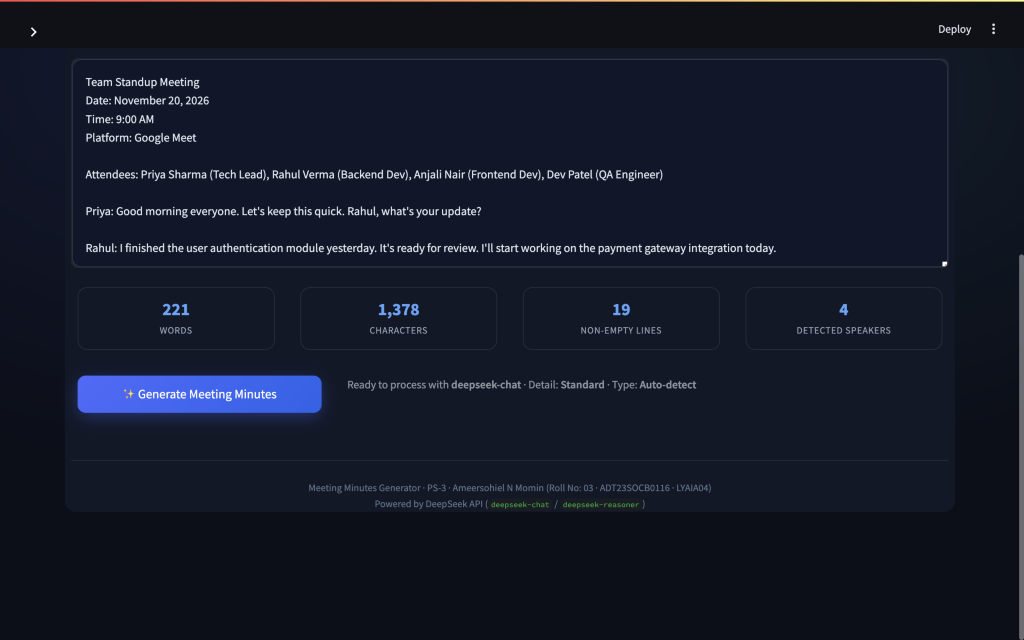 Deploy
Team Standup Meeting
Date: November 20, 2026
Time: 9:00 AM
Platform: Google Meet
Attendees: Priya Sharma (Tech Lead), Rahul Verma (Backend Dev), Anjali Nair (Frontend Dev), Dev Patel (QA Engineer)
Priya: Good morning everyone. Let's keep this quick. Rahul, what's your update?
Rahul: I finished the user authentication module yesterday. It's ready for review. I'll start working on the payment gateway integration today.
221
WORDS
1,378
CHARACTERS
19
NON-EMPTY LINES
4
DETECTED SPEAKERS
✨ Generate Meeting Minutes
Ready to process with deepseek-chat · Detail: Standard · Type: Auto-detect
Meeting Minutes Generator · PS-3 · Ameersohiel N Momin (Roll No: 03 · ADT23SOCB0116 · LYAIA04)
Powered by DeepSeek API ( deepseek-chat / deepseek-reasoner )